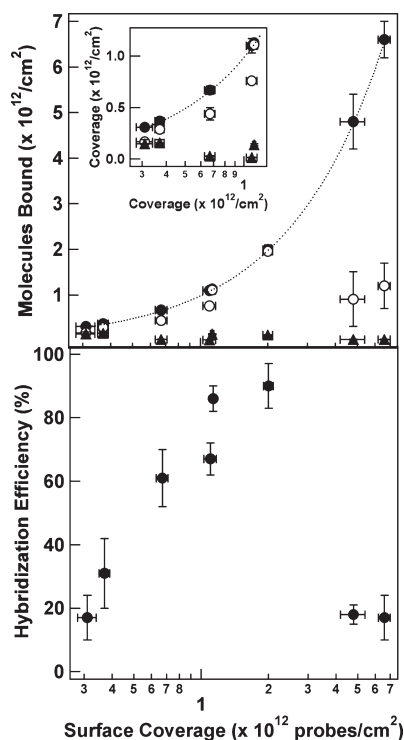 7
6
5
4
3
2
1
Molecules Bound (x 10¹²/cm²)
1.0
0.5
0.0
Coverage (x 10¹²/cm²)
3 4 5 6 7 8 9 1
Coverage (x 10¹²/cm²)
100
80
60
40
20
0
Hybridization Efficiency (%)
3 4 5 6 7 8 1 2 3 4 5 6 7
Surface Coverage (x 10¹² probes/cm²)